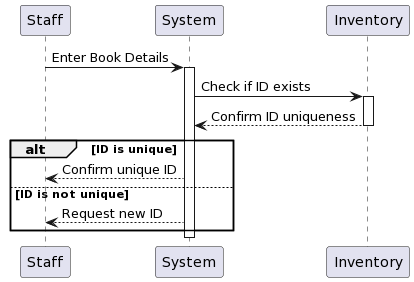 Staff System Inventory
Enter Book Details
Check if ID exists
Confirm ID uniqueness
alt [ID is unique]
Confirm unique ID
[ID is not unique]
Request new ID
Staff System Inventory